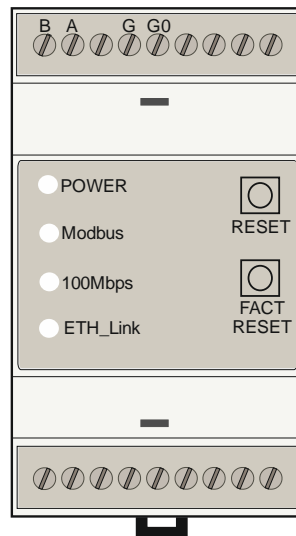 B A G G0
POWER
Modbus
100Mbps
ETH_Link
RESET
FACT
RESET